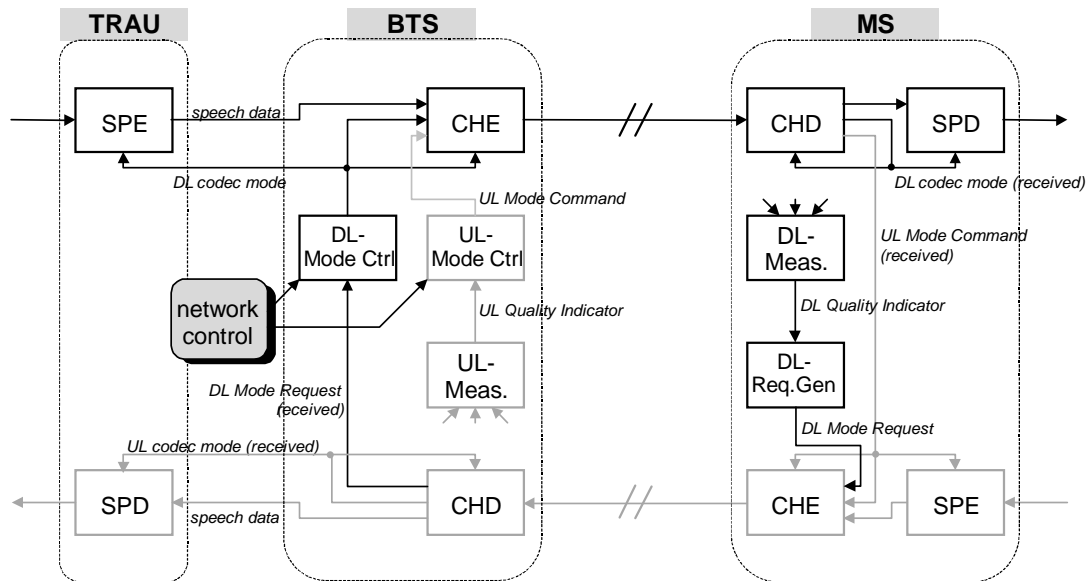 TRAU
BTS
MS
SPE
speech data
CHE
CHD
SPD
DL codec mode
DL codec mode (received)
UL Mode Command
DL-
Mode Ctrl
UL-
Mode Ctrl
DL-
Meas.
UL Mode Command
(received)
network
control
UL Quality Indicator
DL Quality Indicator
UL-
Meas.
DL-
Req.Gen
DL Mode Request
(received)
DL Mode Request
UL codec mode (received)
SPD
speech data
CHD
CHE
SPE